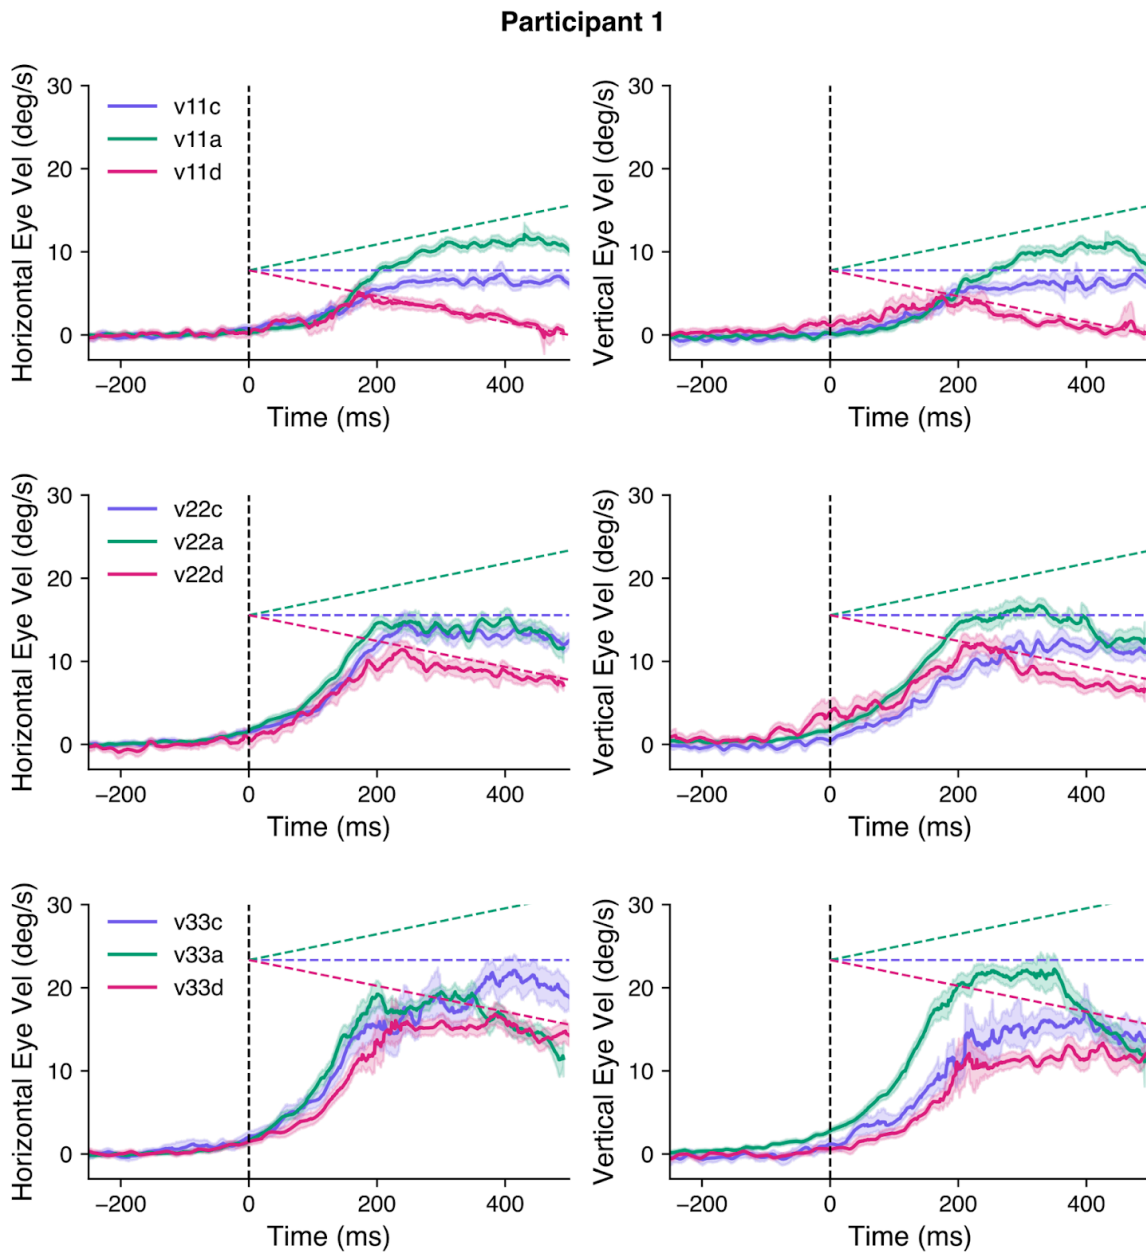 Participant 1
Horizontal Eye Vel (deg/s)
30
20
10
0
v11c
v11a
v11d
−200 0 200 400
Time (ms)
Vertical Eye Vel (deg/s)
30
20
10
0
−200 0 200 400
Time (ms)
Horizontal Eye Vel (deg/s)
30
20
10
0
v22c
v22a
v22d
−200 0 200 400
Time (ms)
Vertical Eye Vel (deg/s)
30
20
10
0
−200 0 200 400
Time (ms)
Horizontal Eye Vel (deg/s)
30
20
10
0
v33c
v33a
v33d
−200 0 200 400
Time (ms)
Vertical Eye Vel (deg/s)
30
20
10
0
−200 0 200 400
Time (ms)